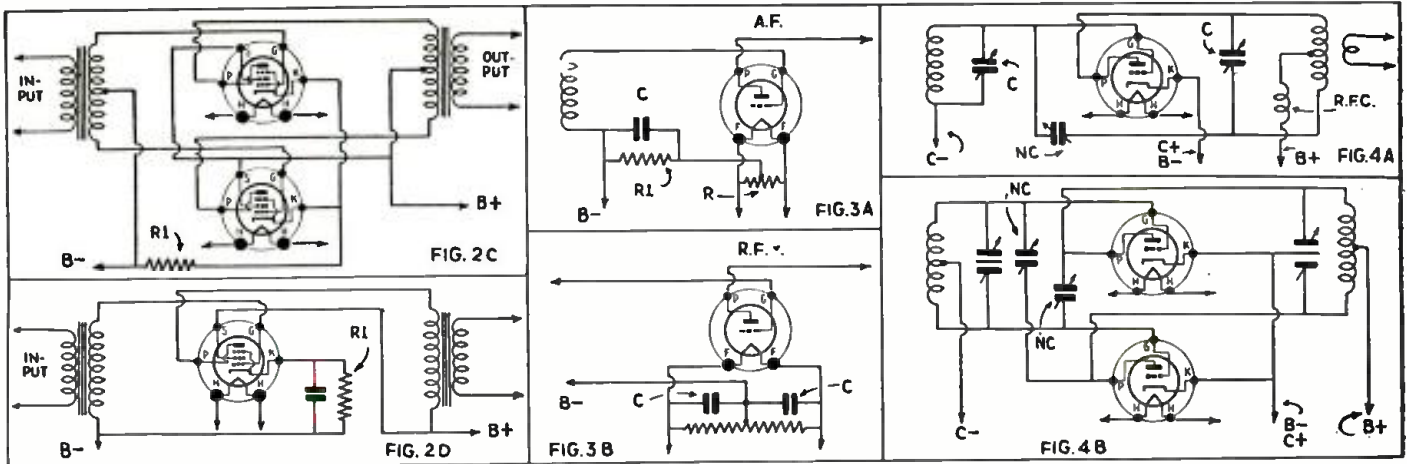 IN-
PUT
P
S
G
K
H
H
OUT-
PUT
P
S
G
K
H
H
R1
B-
B+
FIG. 2C
IN-
PUT
P
S
G
K
H
H
R1
B-
B+
FIG. 2D
A.F.
P
G
F
F
C
R1
R
B-
FIG. 3A
R.F.
P
G
F
F
B-
C
C
FIG. 3B
C
C-
NC
G
P
K
H
H
C
R.F.C.
C+
B-
B+
FIG. 4A
NC
NC
G
P
K
H
H
G
P
K
H
H
C-
B-
C+
B+
FIG. 4B